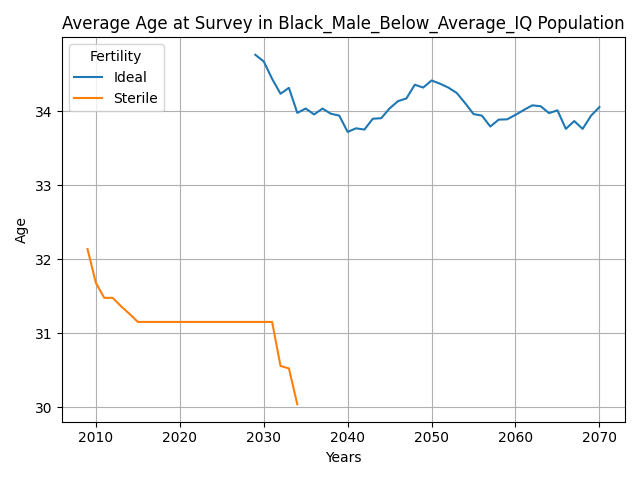 Average Age at Survey in Black_Male_Below_Average_IQ Population
Fertility
Ideal
Sterile
Age
34
33
32
31
30
2010 2020 2030 2040 2050 2060 2070
Years